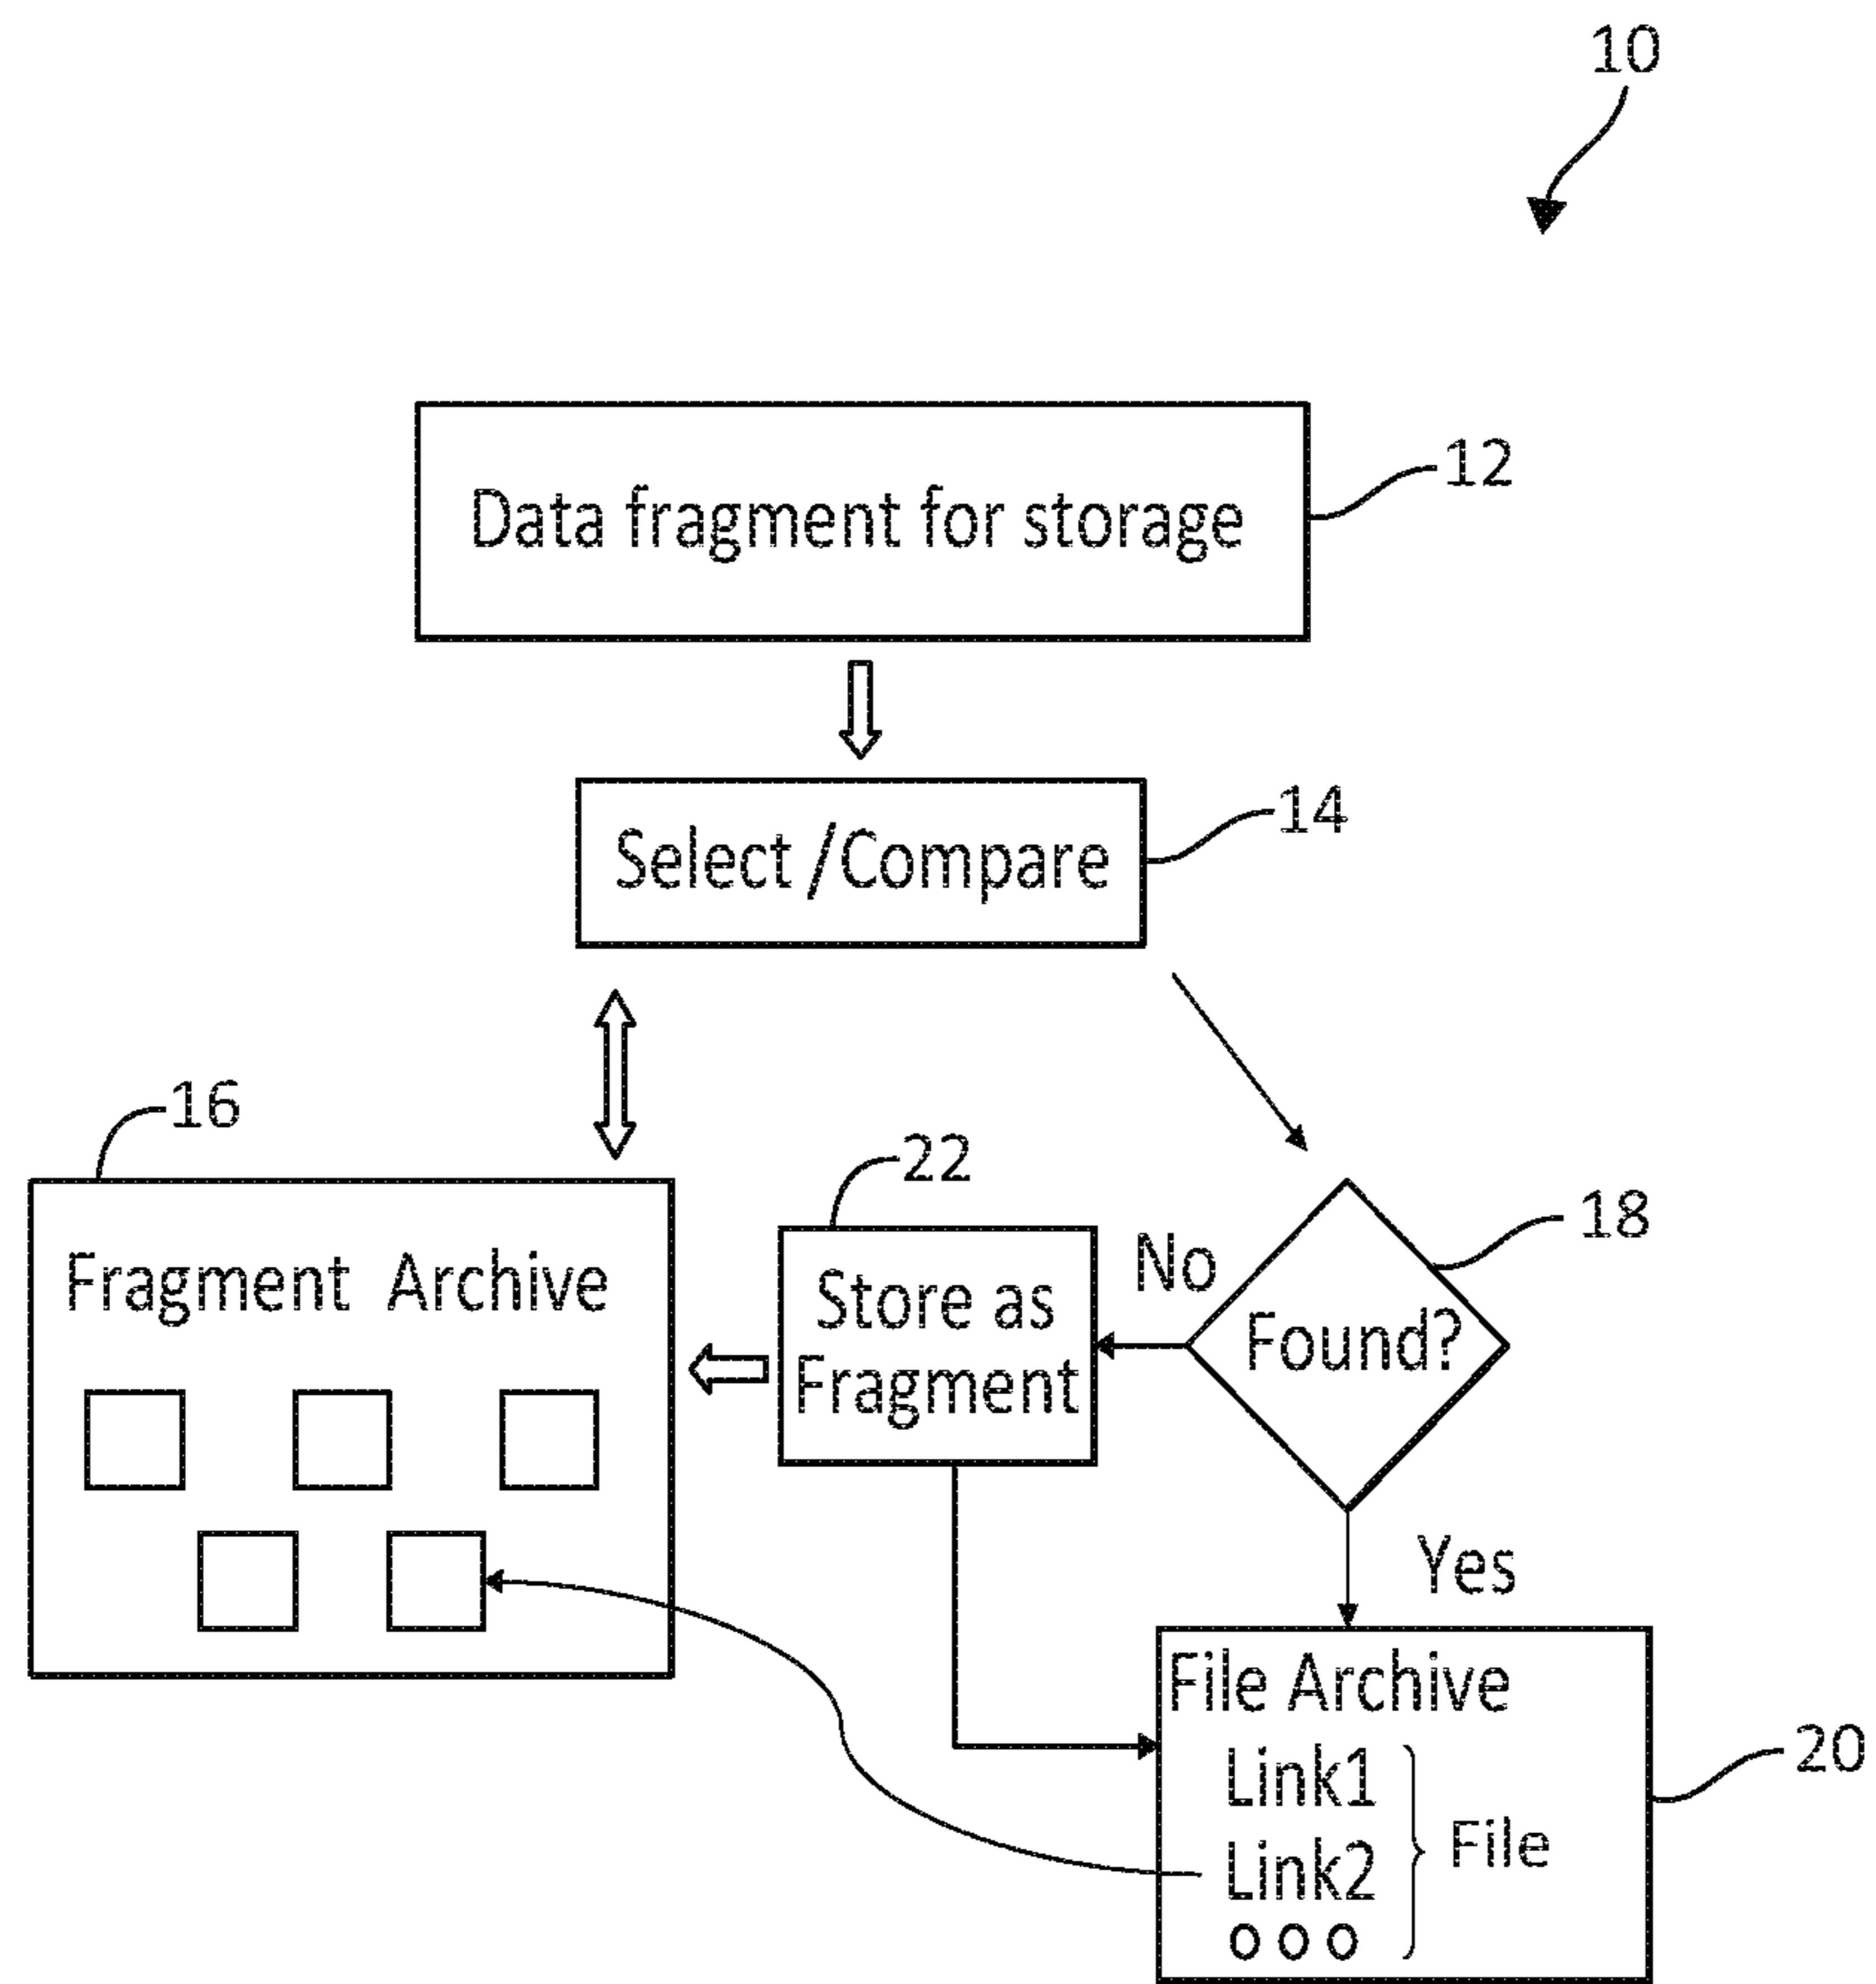 10
Data fragment for storage
12
Select /Compare
14
16
22
18
Fragment Archive
Store as
Fragment
No
Found?
Yes
File Archive
Link1
Link2
File
20
o o o